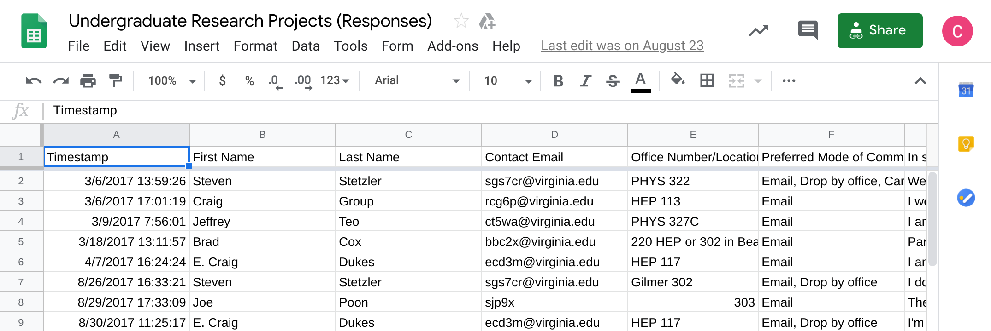 Undergraduate Research Projects (Responses)
File Edit View Insert Format Data Tools Form Add-ons Help Last edit was on August 23
Share
C
100% $ % .0 .00 123 Arial 10 B I S A ...
31
fx Timestamp
A B C D E F
1 Timestamp First Name Last Name Contact Email Office Number/Locatio Preferred Mode of Comm In s
2 3/6/2017 13:59:26 Steven Stetzler sgs7cr@virginia.edu PHYS 322 Email, Drop by office, Car We
3 3/6/2017 17:01:19 Craig Group rcg6p@virginia.edu HEP 113 Email I we
4 3/9/2017 7:56:01 Jeffrey Teo ct5wa@virginia.edu PHYS 327C Email I am
5 3/18/2017 13:11:57 Brad Cox bbc2x@virginia.edu 220 HEP or 302 in Bea Email Par
6 4/7/2017 16:24:24 E. Craig Dukes ecd3m@virginia.edu HEP 117 Email I am
7 8/26/2017 16:33:21 Steven Stetzler sgs7cr@virginia.edu Gilmer 302 Email, Drop by office I do
8 8/29/2017 17:33:09 Joe Poon sjp9x 303 Email The
9 8/30/2017 11:25:17 E. Craig Dukes ecd3m@virginia.edu HEP 117 Email, Drop by office I'm